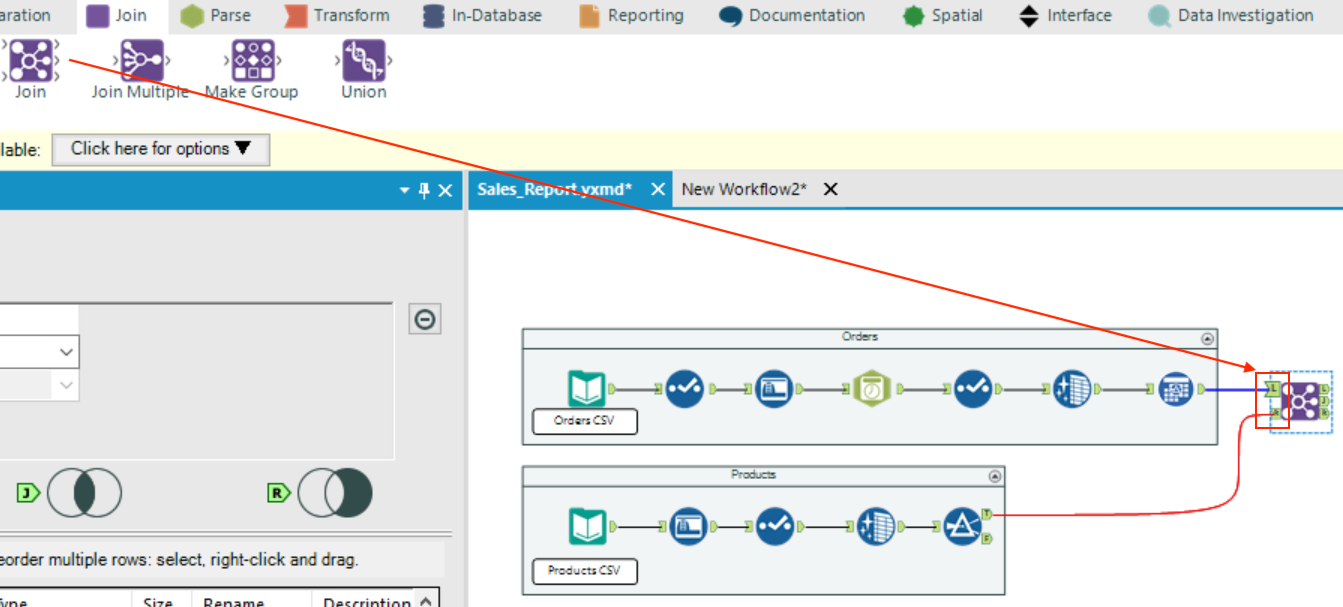 aration Join Parse Transform In-Database Reporting Documentation Spatial Interface Data Investigation
Join Join Multiple Make Group Union
lable: Click here for options
Sales_Report.yxmd* New Workflow2*
Orders
L L
J
R R
Orders CSV
J R
Products
T
F
Products CSV
eorder multiple rows: select, right-click and drag.
Type Size Rename Description